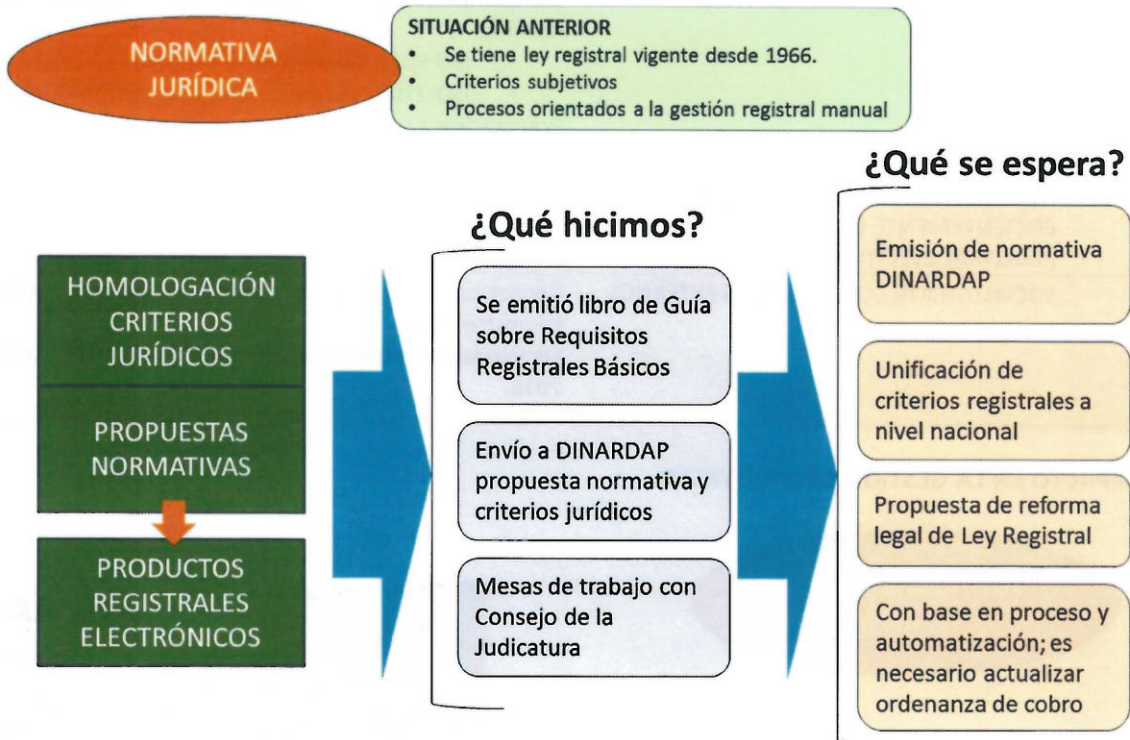 NORMATIVA
JURÍDICA
SITUACIÓN ANTERIOR
• Se tiene ley registral vigente desde 1966.
• Criterios subjetivos
• Procesos orientados a la gestión registral manual
HOMOLOGACIÓN
CRITERIOS
JURÍDICOS
PROPUESTAS
NORMATIVAS
PRODUCTOS
REGISTRALES
ELECTRÓNICOS
¿Qué hicimos?
Se emitió libro de Guía
sobre Requisitos
Registrales Básicos
Envío a DINARDAP
propuesta normativa y
criterios jurídicos
Mesas de trabajo con
Consejo de la
Judicatura
¿Qué se espera?
Emisión de normativa
DINARDAP
Unificación de
criterios registrales a
nivel nacional
Propuesta de reforma
legal de Ley Registral
Con base en proceso y
automatización; es
necesario actualizar
ordenanza de cobro